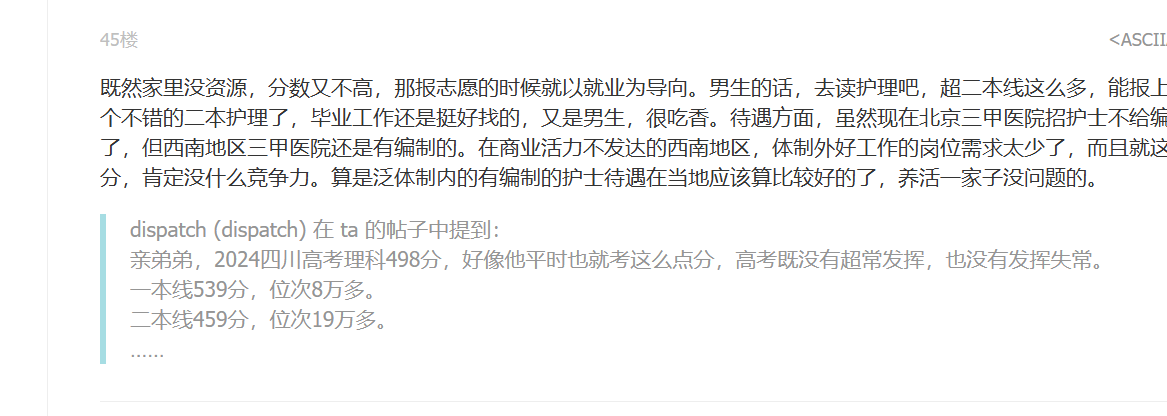 45楼
<ASCII
既然家里没资源，分数又不高，那报志愿的时候就以就业为导向。男生的话，去读护理吧，超二本线这么多，能报上
个不错的二本护理了，毕业工作还是挺好找的，又是男生，很吃香。待遇方面，虽然现在北京三甲医院招护士不给编
了，但西南地区三甲医院还是有编制的。在商业活力不发达的西南地区，体制外好工作的岗位需求太少了，而且就这
分，肯定没什么竞争力。算是泛体制内的有编制的护士待遇在当地应该算比较好的了，养活一家子没问题的。
dispatch (dispatch) 在 ta 的帖子中提到：
亲弟弟，2024四川高考理科498分，好像他平时也就考这么点分，高考既没有超常发挥，也没有发挥失常。
一本线539分，位次8万多。
二本线459分，位次19万多。
……